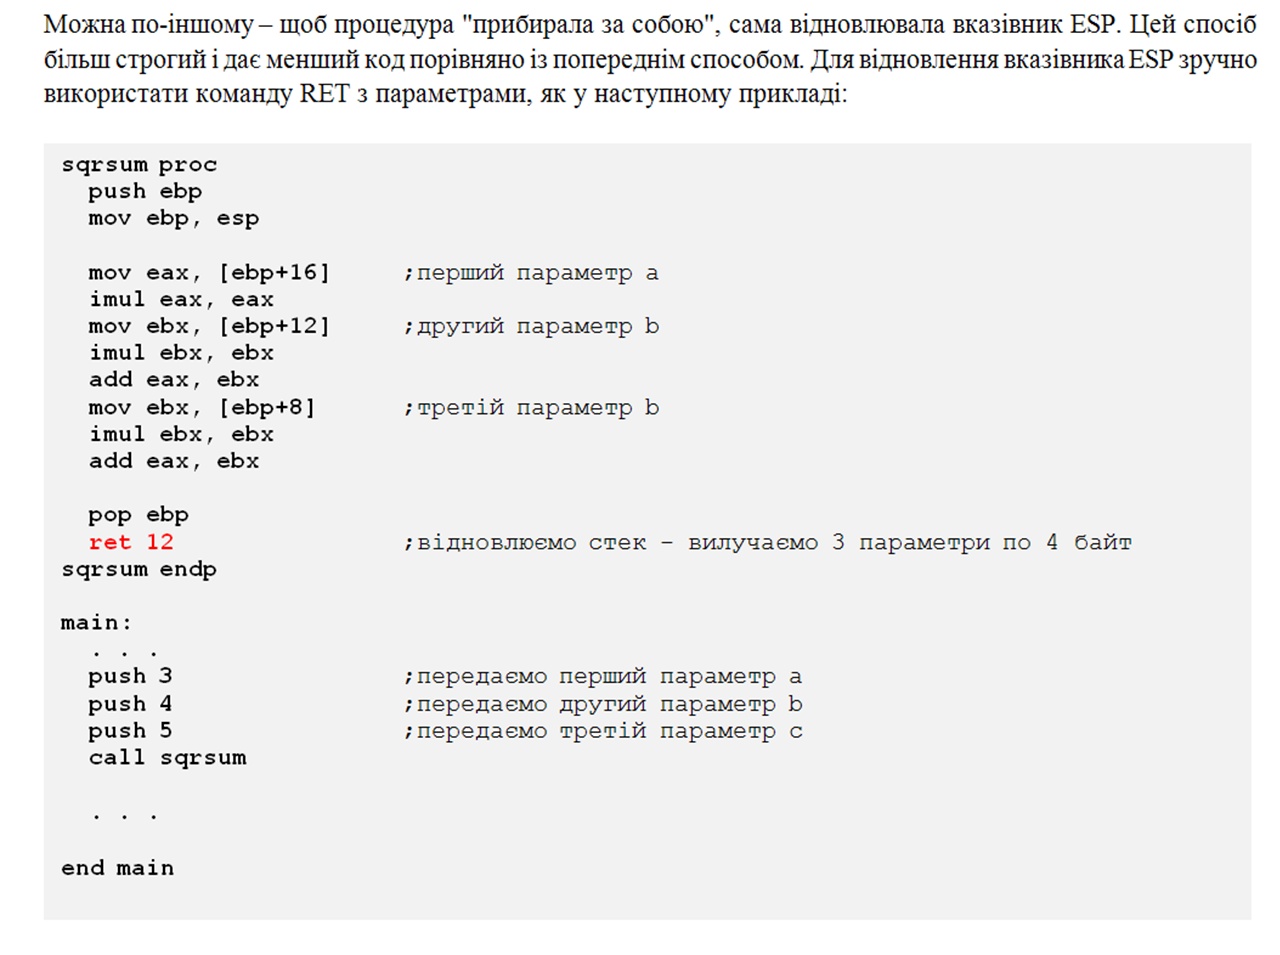 Можна по-іншому – щоб процедура "прибирала за собою", сама відновлювала вказівник ESP. Цей спосіб
більш строгий і дає менший код порівняно із попереднім способом. Для відновлення вказівника ESP зручно
використати команду RET з параметрами, як у наступному прикладі:
sqrsum proc
push ebp
mov ebp, esp
mov eax, [ebp+16] ;перший параметр a
imul eax, eax
mov ebx, [ebp+12] ;другий параметр b
imul ebx, ebx
add eax, ebx
mov ebx, [ebp+8] ;третій параметр b
imul ebx, ebx
add eax, ebx
pop ebp
ret 12 ;відновлюємо стек – вилучаємо 3 параметри по 4 байт
sqrsum endp
main:
. . .
push 3 ;передаємо перший параметр a
push 4 ;передаємо другий параметр b
push 5 ;передаємо третій параметр c
call sqrsum
. . .
end main